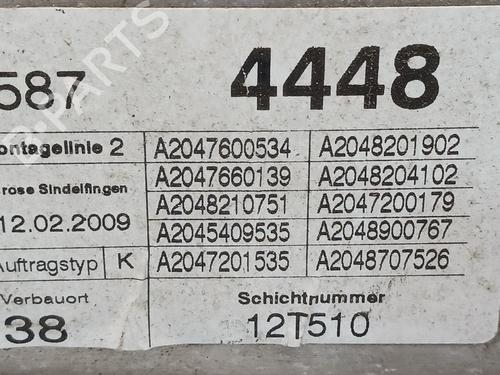 587 4448
ontagelinie 2 A2047600534 A2048201902
rose Sindelfingen A2047660139 A2048204102
12.02.2009 A2048210751 A2047200179
A2045409535 A2048900767
Auftragstyp K A2047201535 A2048707526
Verbauort Schichtnummer
38 12T510
B-PARTS